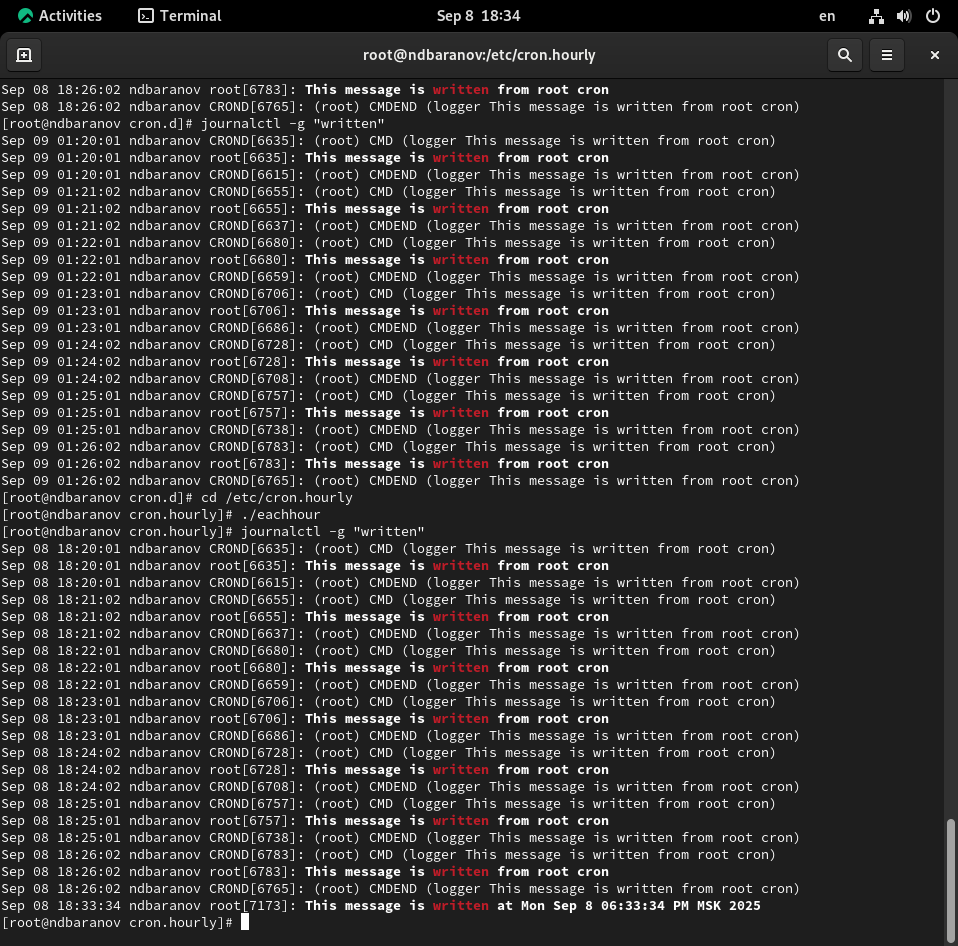 Activities Terminal Sep 8 18:34 en
root@ndbaranov:/etc/cron.hourly
Sep 08 18:26:02 ndbaranov root[6783]: This message is written from root cron
Sep 08 18:26:02 ndbaranov CROND[6765]: (root) CMDEND (logger This message is written from root cron)
[root@ndbaranov cron.d]# journalctl -g "written"
Sep 09 01:20:01 ndbaranov CROND[6635]: (root) CMD (logger This message is written from root cron)
Sep 09 01:20:01 ndbaranov root[6635]: This message is written from root cron
Sep 09 01:20:01 ndbaranov CROND[6615]: (root) CMDEND (logger This message is written from root cron)
Sep 09 01:21:02 ndbaranov CROND[6655]: (root) CMD (logger This message is written from root cron)
Sep 09 01:21:02 ndbaranov root[6655]: This message is written from root cron
Sep 09 01:21:02 ndbaranov CROND[6637]: (root) CMDEND (logger This message is written from root cron)
Sep 09 01:22:01 ndbaranov CROND[6680]: (root) CMD (logger This message is written from root cron)
Sep 09 01:22:01 ndbaranov root[6680]: This message is written from root cron
Sep 09 01:22:01 ndbaranov CROND[6659]: (root) CMDEND (logger This message is written from root cron)
Sep 09 01:23:01 ndbaranov CROND[6706]: (root) CMD (logger This message is written from root cron)
Sep 09 01:23:01 ndbaranov root[6706]: This message is written from root cron
Sep 09 01:23:01 ndbaranov CROND[6686]: (root) CMDEND (logger This message is written from root cron)
Sep 09 01:24:02 ndbaranov CROND[6728]: (root) CMD (logger This message is written from root cron)
Sep 09 01:24:02 ndbaranov root[6728]: This message is written from root cron
Sep 09 01:24:02 ndbaranov CROND[6708]: (root) CMDEND (logger This message is written from root cron)
Sep 09 01:25:01 ndbaranov CROND[6757]: (root) CMD (logger This message is written from root cron)
Sep 09 01:25:01 ndbaranov root[6757]: This message is written from root cron
Sep 09 01:25:01 ndbaranov CROND[6738]: (root) CMDEND (logger This message is written from root cron)
Sep 09 01:26:02 ndbaranov CROND[6783]: (root) CMD (logger This message is written from root cron)
Sep 09 01:26:02 ndbaranov root[6783]: This message is written from root cron
Sep 09 01:26:02 ndbaranov CROND[6765]: (root) CMDEND (logger This message is written from root cron)
[root@ndbaranov cron.d]# cd /etc/cron.hourly
[root@ndbaranov cron.hourly]# ./eachhour
[root@ndbaranov cron.hourly]# journalctl -g "written"
Sep 08 18:20:01 ndbaranov CROND[6635]: (root) CMD (logger This message is written from root cron)
Sep 08 18:20:01 ndbaranov root[6635]: This message is written from root cron
Sep 08 18:20:01 ndbaranov CROND[6615]: (root) CMDEND (logger This message is written from root cron)
Sep 08 18:21:02 ndbaranov CROND[6655]: (root) CMD (logger This message is written from root cron)
Sep 08 18:21:02 ndbaranov root[6655]: This message is written from root cron
Sep 08 18:21:02 ndbaranov CROND[6637]: (root) CMDEND (logger This message is written from root cron)
Sep 08 18:22:01 ndbaranov CROND[6680]: (root) CMD (logger This message is written from root cron)
Sep 08 18:22:01 ndbaranov root[6680]: This message is written from root cron
Sep 08 18:22:01 ndbaranov CROND[6659]: (root) CMDEND (logger This message is written from root cron)
Sep 08 18:23:01 ndbaranov CROND[6706]: (root) CMD (logger This message is written from root cron)
Sep 08 18:23:01 ndbaranov root[6706]: This message is written from root cron
Sep 08 18:23:01 ndbaranov CROND[6686]: (root) CMDEND (logger This message is written from root cron)
Sep 08 18:24:02 ndbaranov CROND[6728]: (root) CMD (logger This message is written from root cron)
Sep 08 18:24:02 ndbaranov root[6728]: This message is written from root cron
Sep 08 18:24:02 ndbaranov CROND[6708]: (root) CMDEND (logger This message is written from root cron)
Sep 08 18:25:01 ndbaranov CROND[6757]: (root) CMD (logger This message is written from root cron)
Sep 08 18:25:01 ndbaranov root[6757]: This message is written from root cron
Sep 08 18:25:01 ndbaranov CROND[6738]: (root) CMDEND (logger This message is written from root cron)
Sep 08 18:26:02 ndbaranov CROND[6783]: (root) CMD (logger This message is written from root cron)
Sep 08 18:26:02 ndbaranov root[6783]: This message is written from root cron
Sep 08 18:26:02 ndbaranov CROND[6765]: (root) CMDEND (logger This message is written from root cron)
Sep 08 18:33:34 ndbaranov root[7173]: This message is written at Mon Sep 8 06:33:34 PM MSK 2025
[root@ndbaranov cron.hourly]#